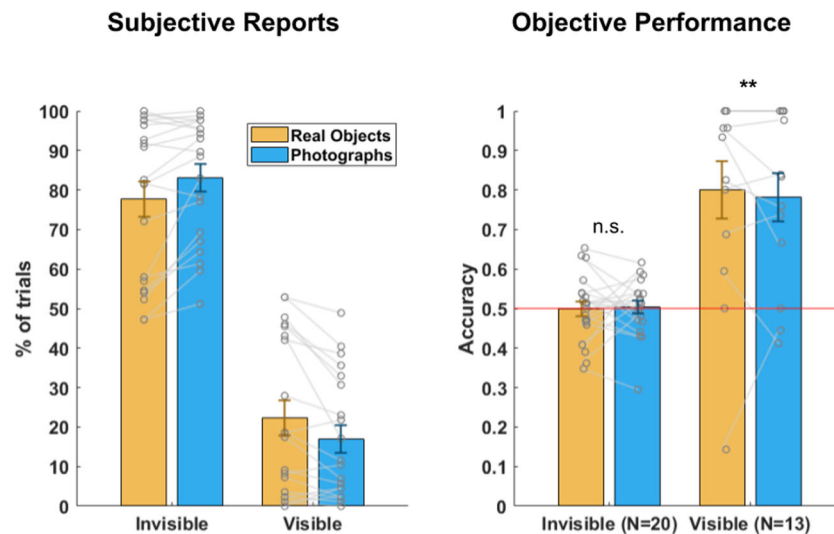 Subjective Reports
Objective Performance
% of trials
100
90
80
70
60
50
40
30
20
10
0
Real Objects
Photographs
Invisible
Visible
Accuracy
1
0.9
0.8
0.7
0.6
0.5
0.4
0.3
0.2
0.1
0
n.s.
**
Invisible (N=20)
Visible (N=13)